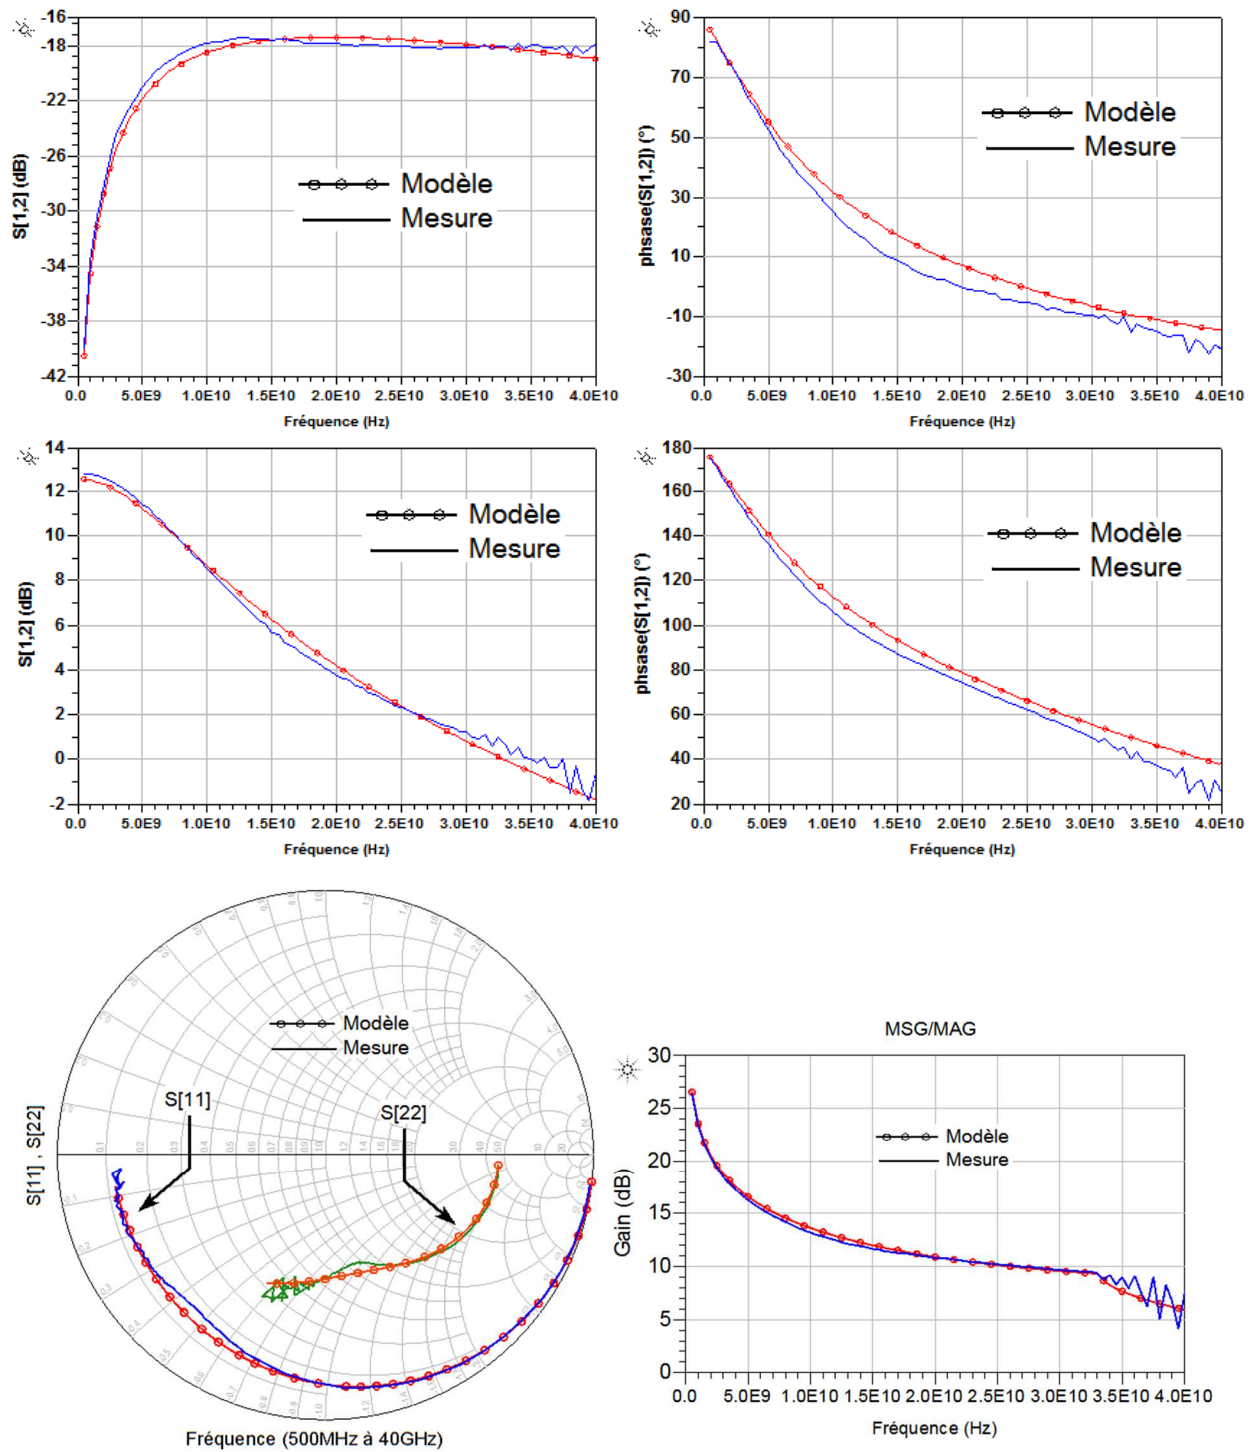 -16
-18
-22
-26
-30
-34
-38
-42
S[1,2] (dB)
Modèle
Mesure
0.0 5.0E9 1.0E10 1.5E10 2.0E10 2.5E10 3.0E10 3.5E10 4.0E10
Fréquence (Hz)
90
70
50
30
10
-10
-30
phsase(S[1,2]) (°)
Modèle
Mesure
0.0 5.0E9 1.0E10 1.5E10 2.0E10 2.5E10 3.0E10 3.5E10 4.0E10
Fréquence (Hz)
14
12
10
8
6
4
2
0
-2
S[1,2] (dB)
Modèle
Mesure
0.0 5.0E9 1.0E10 1.5E10 2.0E10 2.5E10 3.0E10 3.5E10 4.0E10
Fréquence (Hz)
180
160
140
120
100
80
60
40
20
phsase(S[1,2]) (°)
Modèle
Mesure
0.0 5.0E9 1.0E10 1.5E10 2.0E10 2.5E10 3.0E10 3.5E10 4.0E10
Fréquence (Hz)
S[11] , S[22]
Modèle
Mesure
S[11]
S[22]
Fréquence (500MHz à 40GHz)
MSG/MAG
30
25
20
15
10
5
0
Gain (dB)
Modèle
Mesure
0.0 5.0E9 1.0E10 1.5E10 2.0E10 2.5E10 3.0E10 3.5E10 4.0E10
Fréquence (Hz)